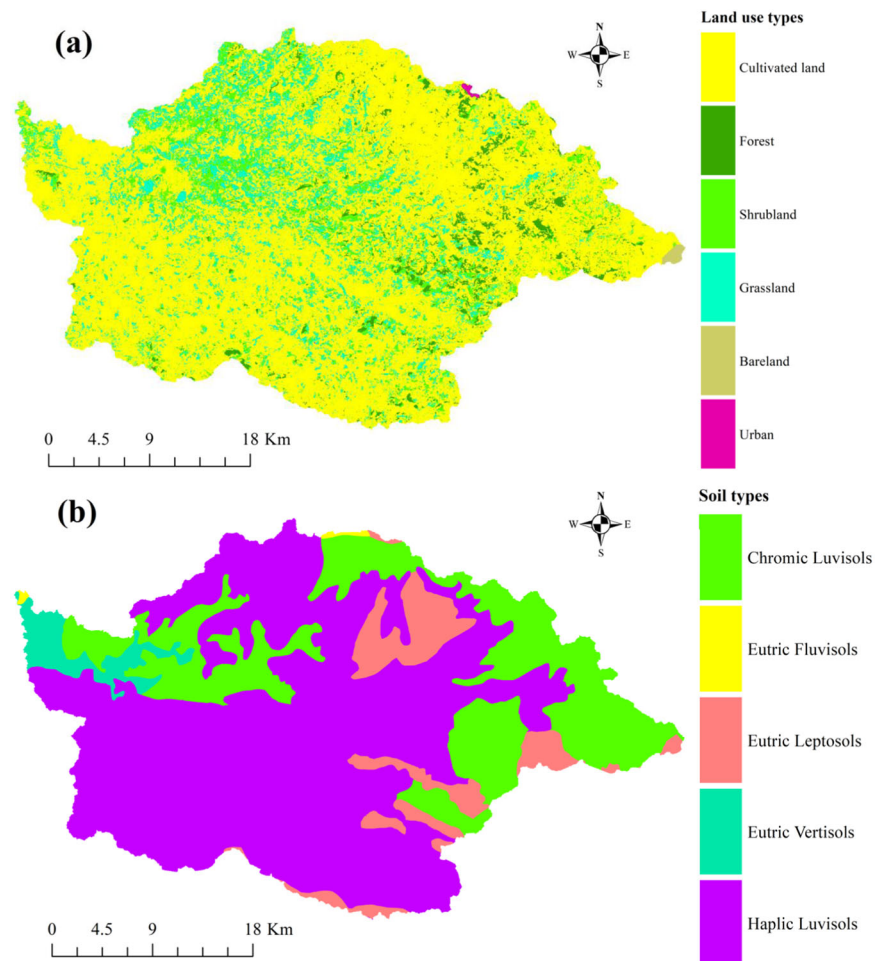 (a)
N
W E
S
Land use types
Cultivated land
Forest
Shrubland
Grassland
Bareland
Urban
0 4.5 9 18 Km
(b)
N
W E
S
Soil types
Chromic Luvisols
Eutric Fluvisols
Eutric Leptosols
Eutric Vertisols
Haplic Luvisols
0 4.5 9 18 Km